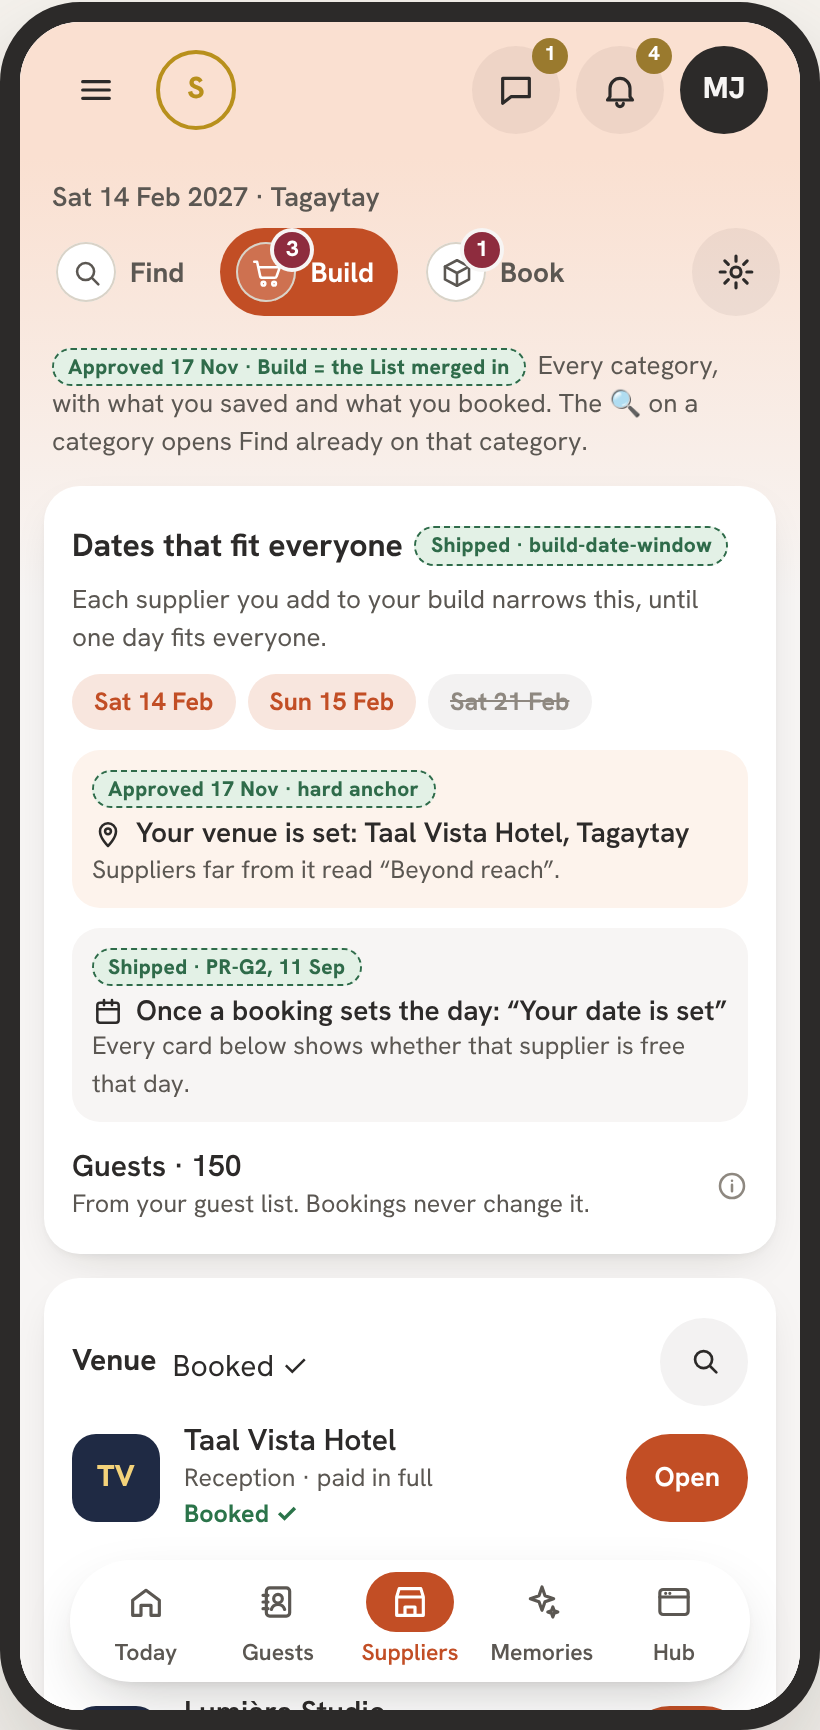 S
1
4
MJ
Sat 14 Feb 2027 · Tagaytay
Find
3
Build
1
Book
Approved 17 Nov · Build = the List merged in Every category,
with what you saved and what you booked. The 🔍 on a
category opens Find already on that category.
Dates that fit everyone
Shipped · build-date-window
Each supplier you add to your build narrows this, until
one day fits everyone.
Sat 14 Feb
Sun 15 Feb
Sat 21 Feb
Approved 17 Nov · hard anchor
Your venue is set: Taal Vista Hotel, Tagaytay
Suppliers far from it read “Beyond reach”.
Shipped · PR-G2, 11 Sep
Once a booking sets the day: “Your date is set”
Every card below shows whether that supplier is free
that day.
Guests · 150
From your guest list. Bookings never change it.
Venue Booked ✓
TV
Taal Vista Hotel
Reception · paid in full
Booked ✓
Open
Today
Guests
Suppliers
Memories
Hub
Lumière Studio